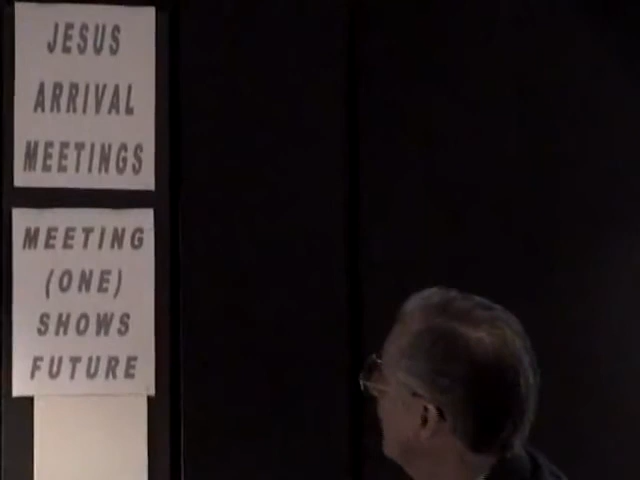 JESUS
ARRIVAL
MEETINGS
MEETING
(ONE)
SHOWS
FUTURE